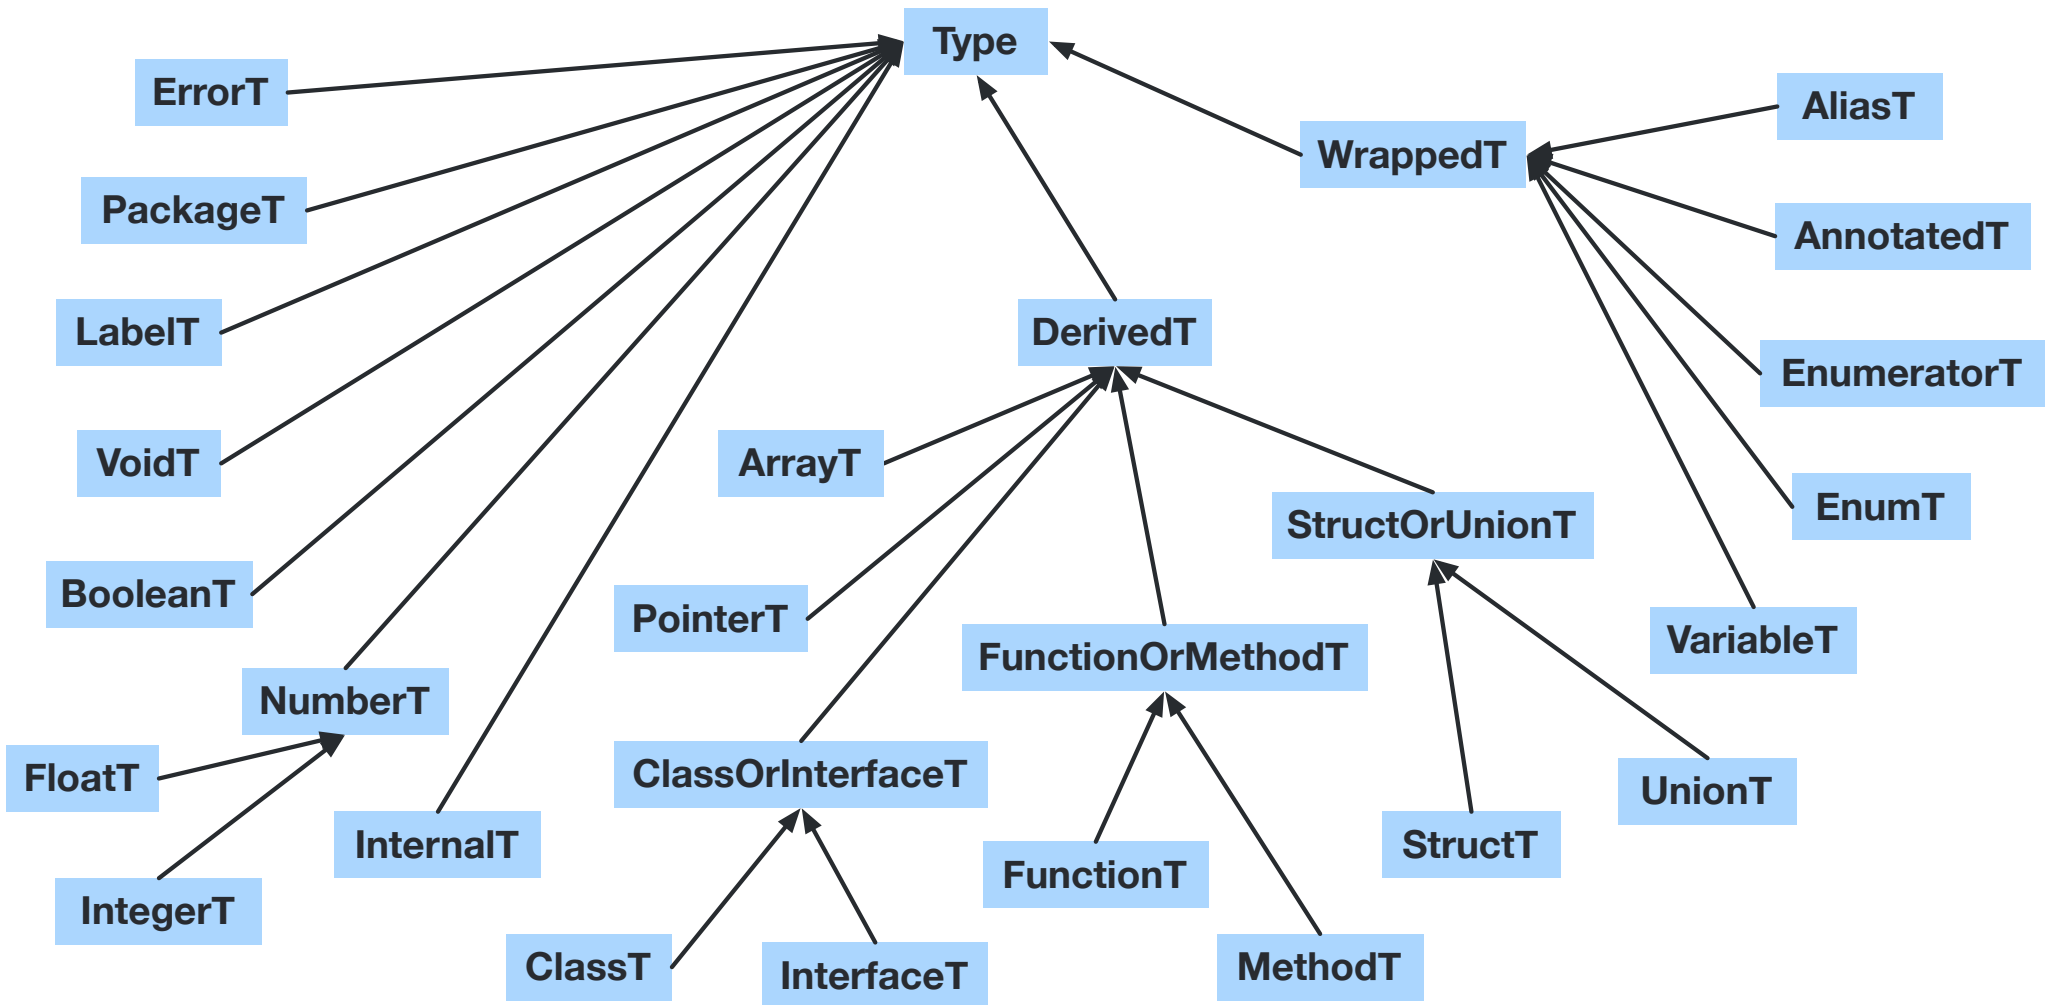 Type
ErrorT
AliasT
WrappedT
PackageT
AnnotatedT
LabelT
DerivedT
EnumeratorT
VoidT
ArrayT
EnumT
StructOrUnionT
BooleanT
PointerT
VariableT
FunctionOrMethodT
NumberT
FloatT
ClassOrInterfaceT
UnionT
InternalT
StructT
FunctionT
IntegerT
ClassT
InterfaceT
MethodT